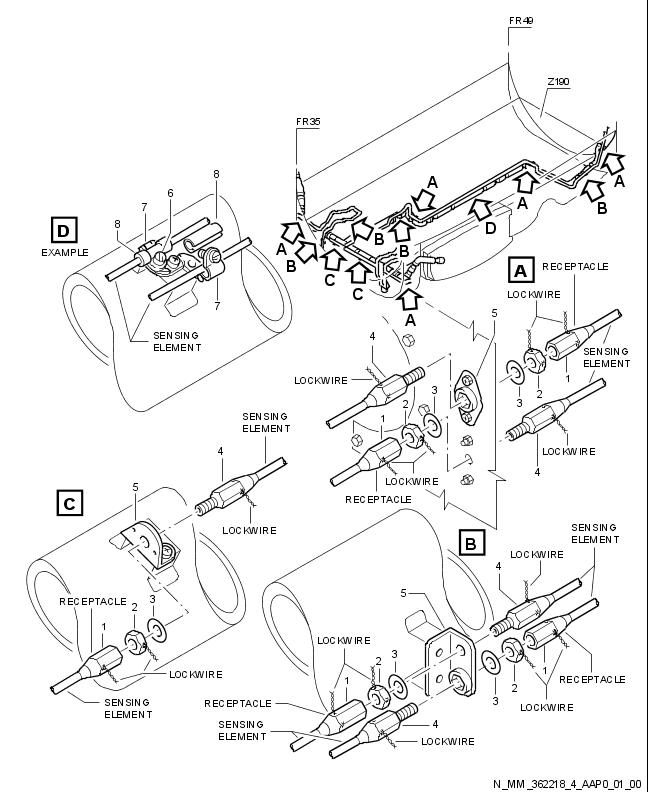 FR49
Z190
FR35
A
B
A
A
D
B
B
A
B
C
C
A
D
EXAMPLE
8
7
6
8
7
SENSING
ELEMENT
A
RECEPTACLE
LOCKWIRE
5
SENSING
ELEMENT
4
LOCKWIRE
3
2
1
3
2
1
LOCKWIRE
4
LOCKWIRE
RECEPTACLE
C
SENSING
ELEMENT
4
5
LOCKWIRE
RECEPTACLE
1
2
3
LOCKWIRE
SENSING
ELEMENT
B
SENSING
ELEMENT
LOCKWIRE
4
5
LOCKWIRE
2
3
1
1
2
3
RECEPTACLE
LOCKWIRE
RECEPTACLE
SENSING
ELEMENT
4
LOCKWIRE
N_MM_362218_4_AAP0_01_00